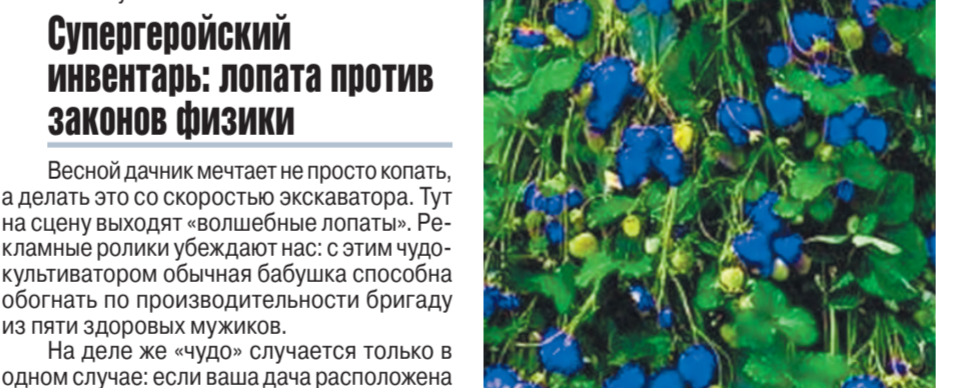 Супергеройский
инвентарь: лопата против
законов физики
Весной дачник мечтает не просто копать,
а делать это со скоростью экскаватора. Тут
на сцену выходят «волшебные лопаты». Ре-
кламные ролики убеждают нас: с этим чудо-
культиватором обычная бабушка способна
обогнать по производительности бригаду
из пяти здоровых мужиков.
На деле же «чудо» случается только в
одном случае: если ваша дача расположена